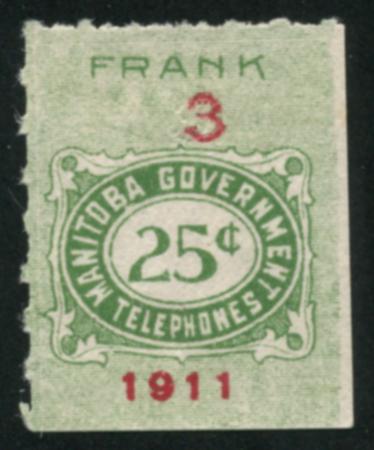 FRANK
3
MANITOBA GOVERNMENT
25¢
TELEPHONES
1911